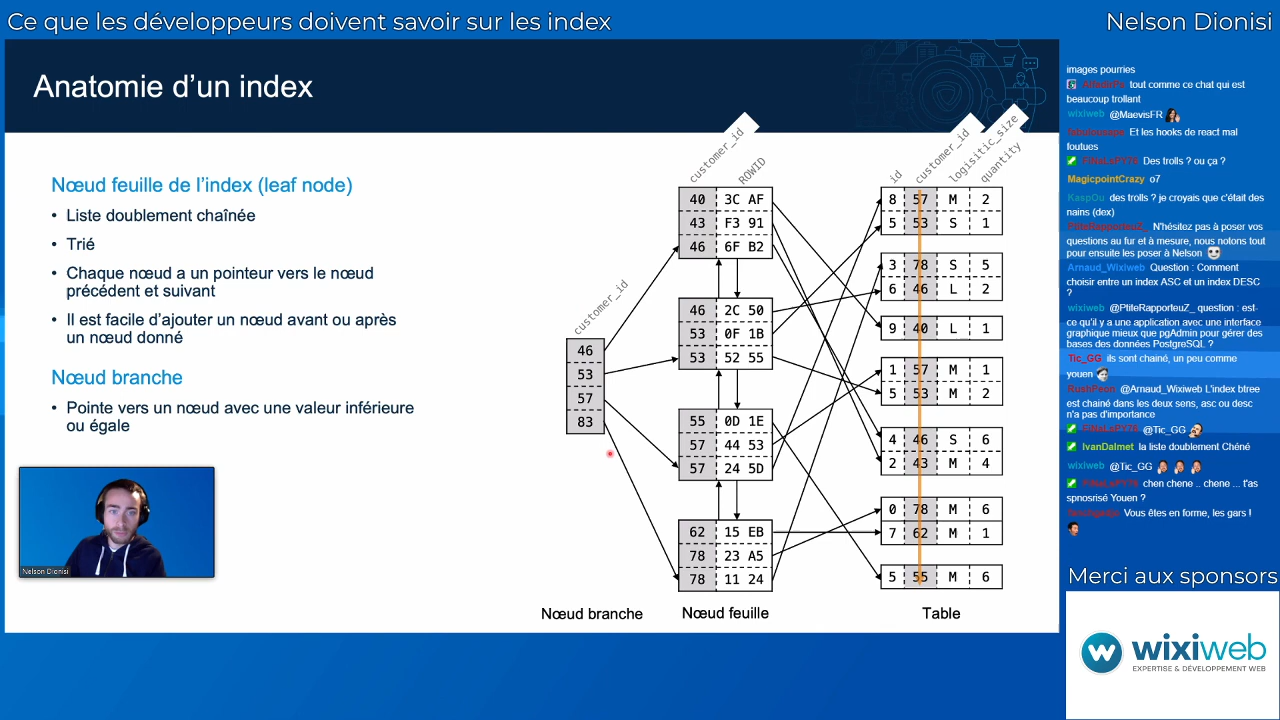 Ce que les développeurs doivent savoir sur les index
Nelson Dionisi
Anatomie d'un index
Nœud feuille de l'index (leaf node)
• Liste doublement chaînée
• Trié
• Chaque nœud a un pointeur vers le nœud
précédent et suivant
• Il est facile d'ajouter un nœud avant ou après
un nœud donné
Nœud branche
• Pointe vers un nœud avec une valeur inférieure
ou égale
Nelson Dionisi
customer_id
46
53
57
83
Nœud branche
customer_id ROWID
40 3C AF
43 F3 91
46 6F B2
46 2C 50
53 0F 1B
53 52 55
55 0D 1E
57 44 53
57 24 5D
62 15 EB
78 23 A5
78 11 24
Nœud feuille
id customer_id logisitic_size quantity
8 57 M 2
5 53 S 1
3 78 S 5
6 46 L 2
9 40 L 1
1 57 M 1
5 53 M 2
4 46 S 6
2 43 M 4
0 78 M 6
7 62 M 1
5 55 M 6
Table
images pourries
tout comme ce chat qui est
beaucoup trollant
wixiweb @MaevisFR
Et les hooks de react mal
foutues
FiNaLsPY76 Des trolls ? ou ça ?
MagicpointCrazy o7
KaspOu des trolls ? je croyais que c'était des
nains (dex)
PtiteRapporteuZ_ N'hésitez pas à poser vos
questions au fur et à mesure, nous notons tout
pour ensuite les poser à Nelson
Arnaud_Wixiweb Question : Comment
choisir entre un index ASC et un index DESC
?
wixiweb @PtiteRapporteuZ_ question : est-
ce qu'il y a une application avec une interface
graphique mieux que pgAdmin pour gérer des
bases des données PostgreSQL ?
Tic_GG ils sont chainé, un peu comme
youen
RushPeon @Arnaud_Wixiweb L'index btree
est chainé dans les deux sens, asc ou desc
n'a pas d'importance
FiNaLsPY76 @Tic_GG
IvanDalmet la liste doublement Chéné
wixiweb @Tic_GG
FiNaLsPY76 chen chene .. chene ... t'as
spnosrisé Youen ?
Vous êtes en forme, les gars !
Merci aux sponsors
w wixiweb
EXPERTISE & DÉVELOPPEMENT WEB